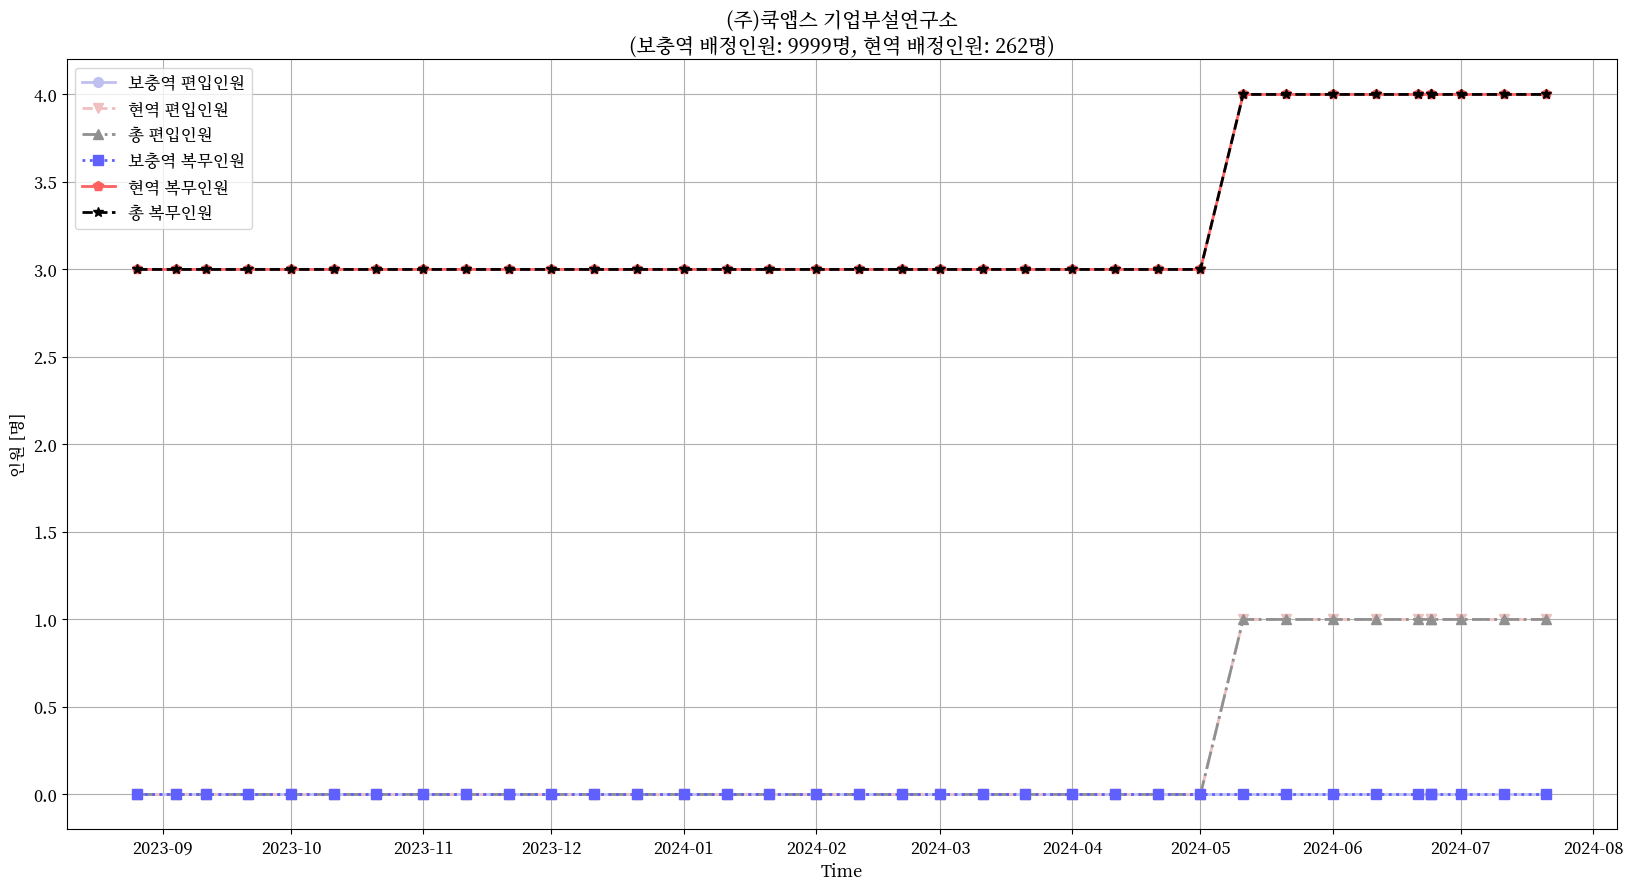 (주)쿡앱스 기업부설연구소
(보충역 배정인원: 9999명, 현역 배정인원: 262명)
보충역 편입인원
현역 편입인원
총 편입인원
보충역 복무인원
현역 복무인원
총 복무인원
4.0
3.5
3.0
2.5
2.0
1.5
1.0
0.5
0.0
인원 [명]
2023-09 2023-10 2023-11 2023-12 2024-01 2024-02 2024-03 2024-04 2024-05 2024-06 2024-07 2024-08
Time